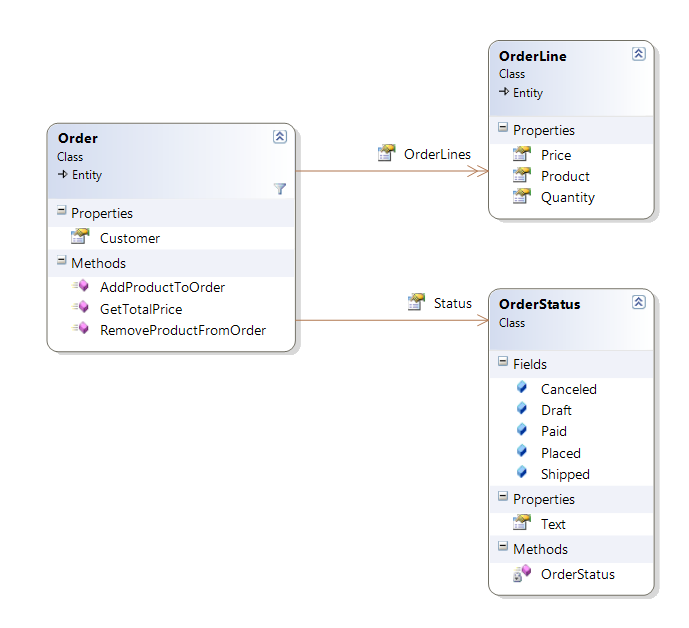 Order
Class
Entity
Properties
Customer
Methods
AddProductToOrder
GetTotalPrice
RemoveProductFromOrder
OrderLines
Status
OrderLine
Class
Entity
Properties
Price
Product
Quantity
OrderStatus
Class
Fields
Canceled
Draft
Paid
Placed
Shipped
Properties
Text
Methods
OrderStatus